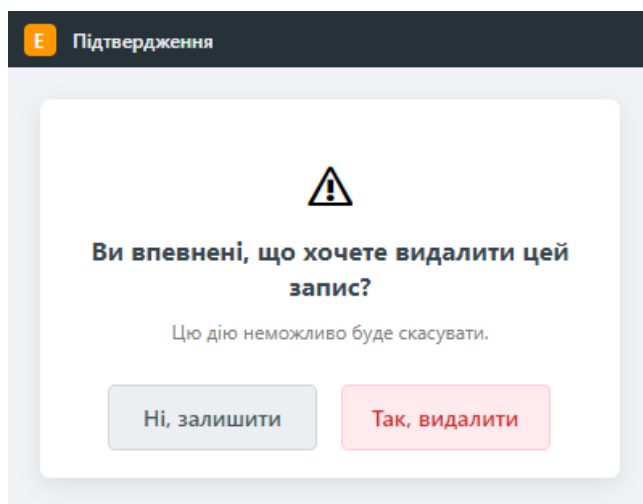 E Підтвердження
Ви впевнені, що хочете видалити цей
запис?
Цю дію неможливо буде скасувати.
Ні, залишити
Так, видалити